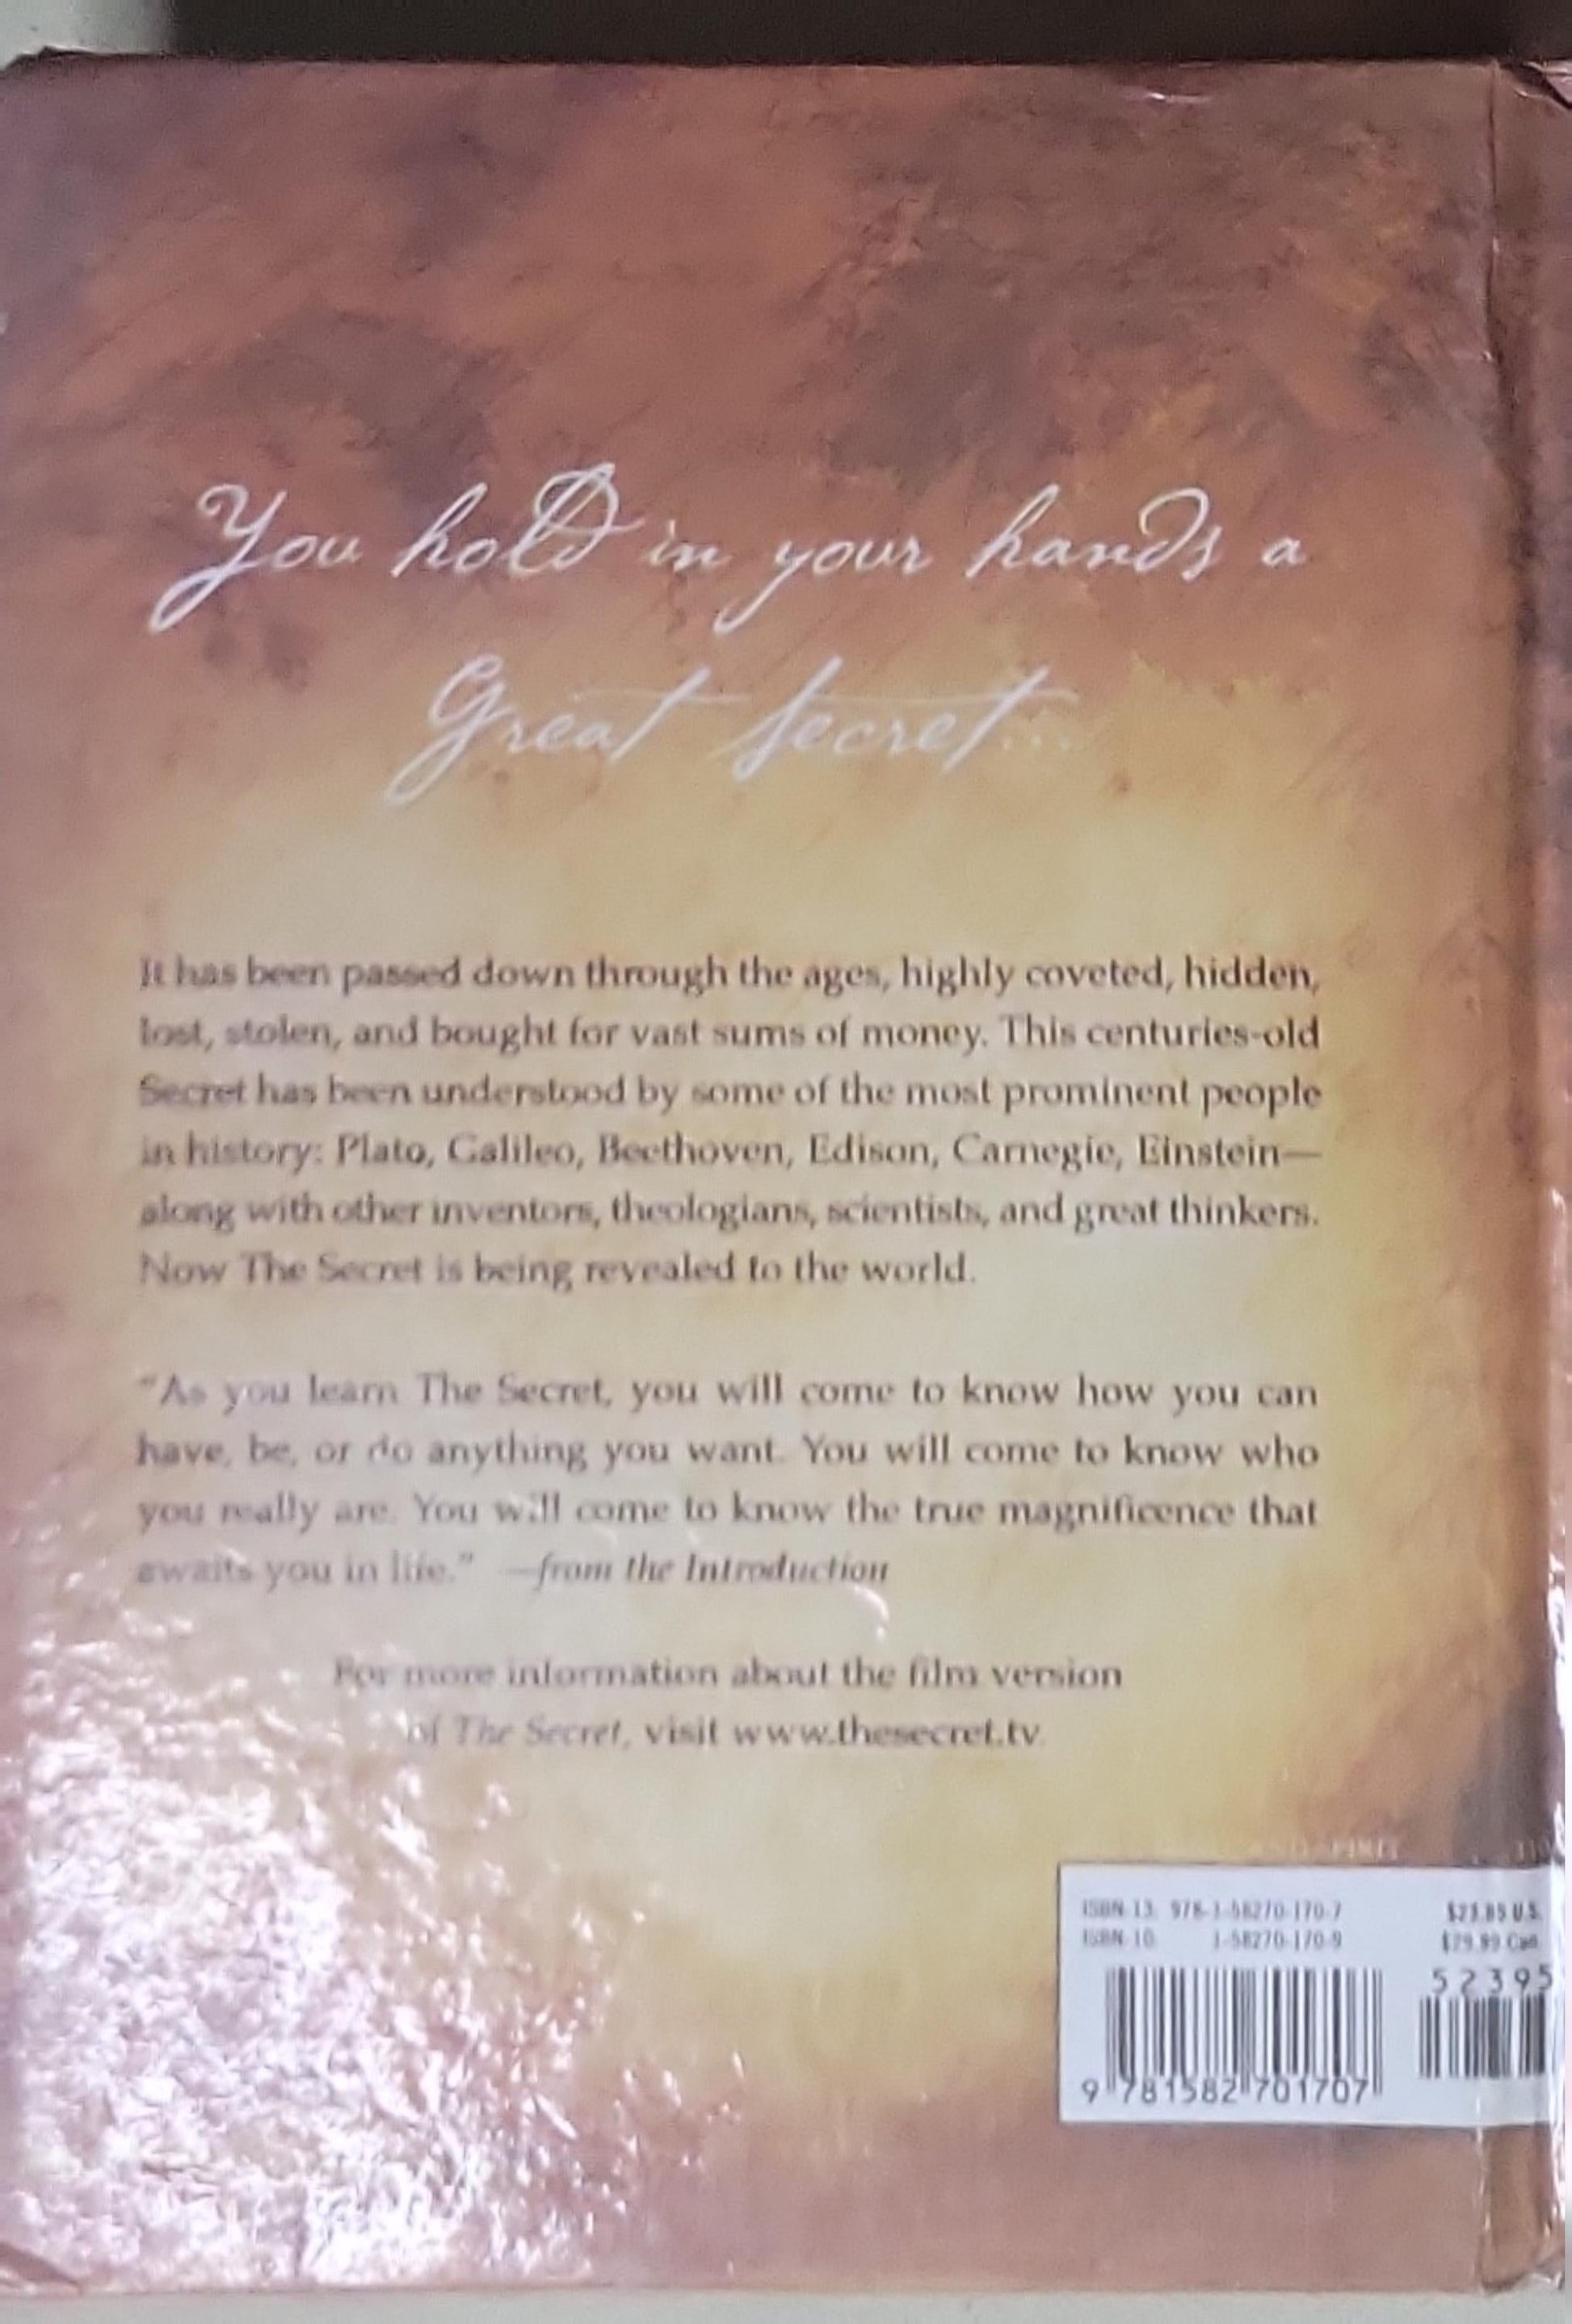 You hold in your hands a
Great Secret...
It has been passed down through the ages, highly coveted, hidden,
lost, stolen, and bought for vast sums of money. This centuries-old
Secret has been understood by some of the most prominent people
in history: Plato, Galileo, Beethoven, Edison, Carnegie, Einstein—
along with other inventors, theologians, scientists, and great thinkers.
Now The Secret is being revealed to the world.
"As you learn The Secret, you will come to know how you can
have, be, or do anything you want. You will come to know who
you really are. You will come to know the true magnificence that
awaits you in life." —from the Introduction
For more information about the film version
of The Secret, visit www.thesecret.tv
SPIRIT
ISBN-13: 978-1-58270-170-7 $23.95 U.S.
ISBN-10: 1-58270-170-9 $29.99 Can.
52395
9 781582 701707